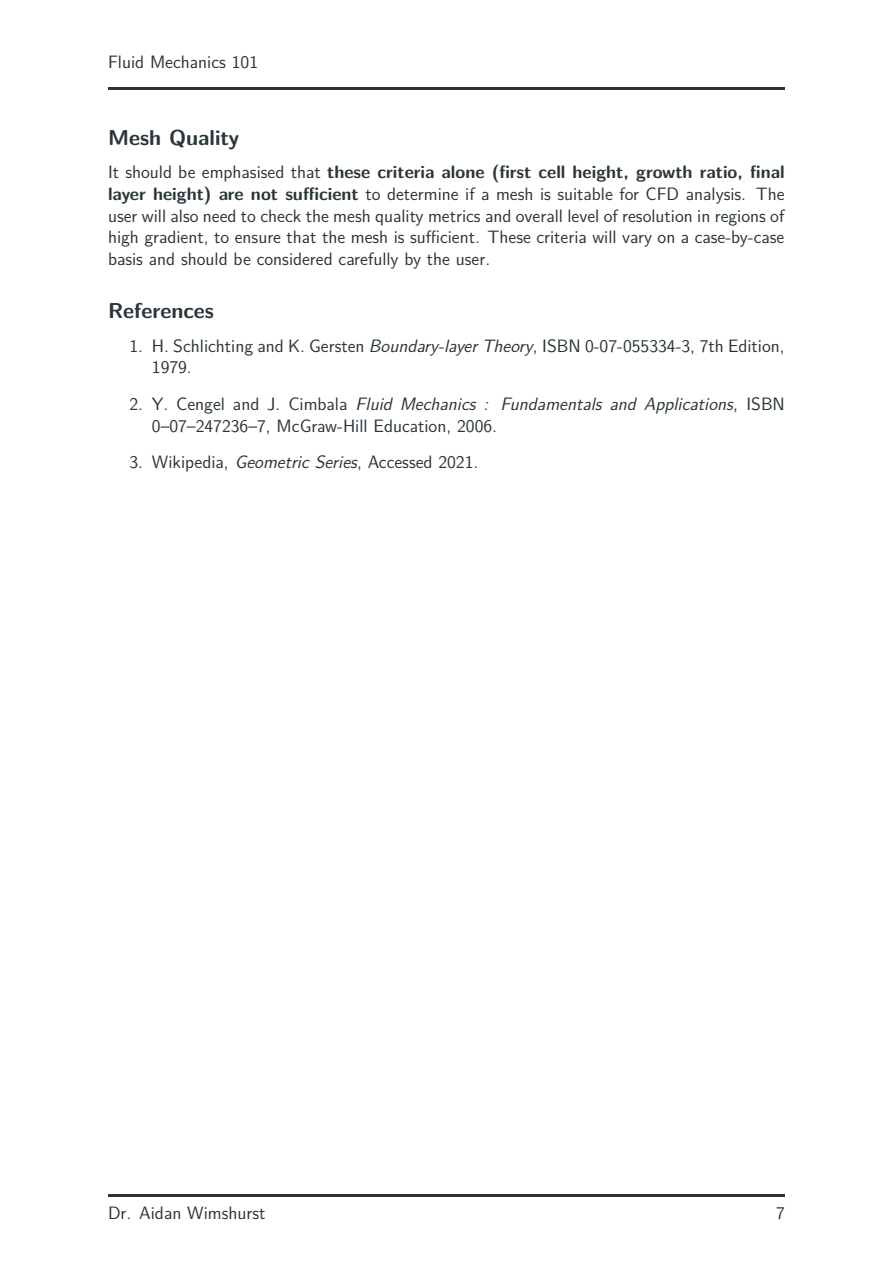 Fluid Mechanics 101
Mesh Quality
It should be emphasised that these criteria alone (first cell height, growth ratio, final
layer height) are not sufficient to determine if a mesh is suitable for CFD analysis. The
user will also need to check the mesh quality metrics and overall level of resolution in regions of
high gradient, to ensure that the mesh is sufficient. These criteria will vary on a case-by-case
basis and should be considered carefully by the user.
References
1. H. Schlichting and K. Gersten Boundary-layer Theory, ISBN 0-07-055334-3, 7th Edition,
1979.
2. Y. Cengel and J. Cimbala Fluid Mechanics : Fundamentals and Applications, ISBN
0–07–247236–7, McGraw-Hill Education, 2006.
3. Wikipedia, Geometric Series, Accessed 2021.
Dr. Aidan Wimshurst 7